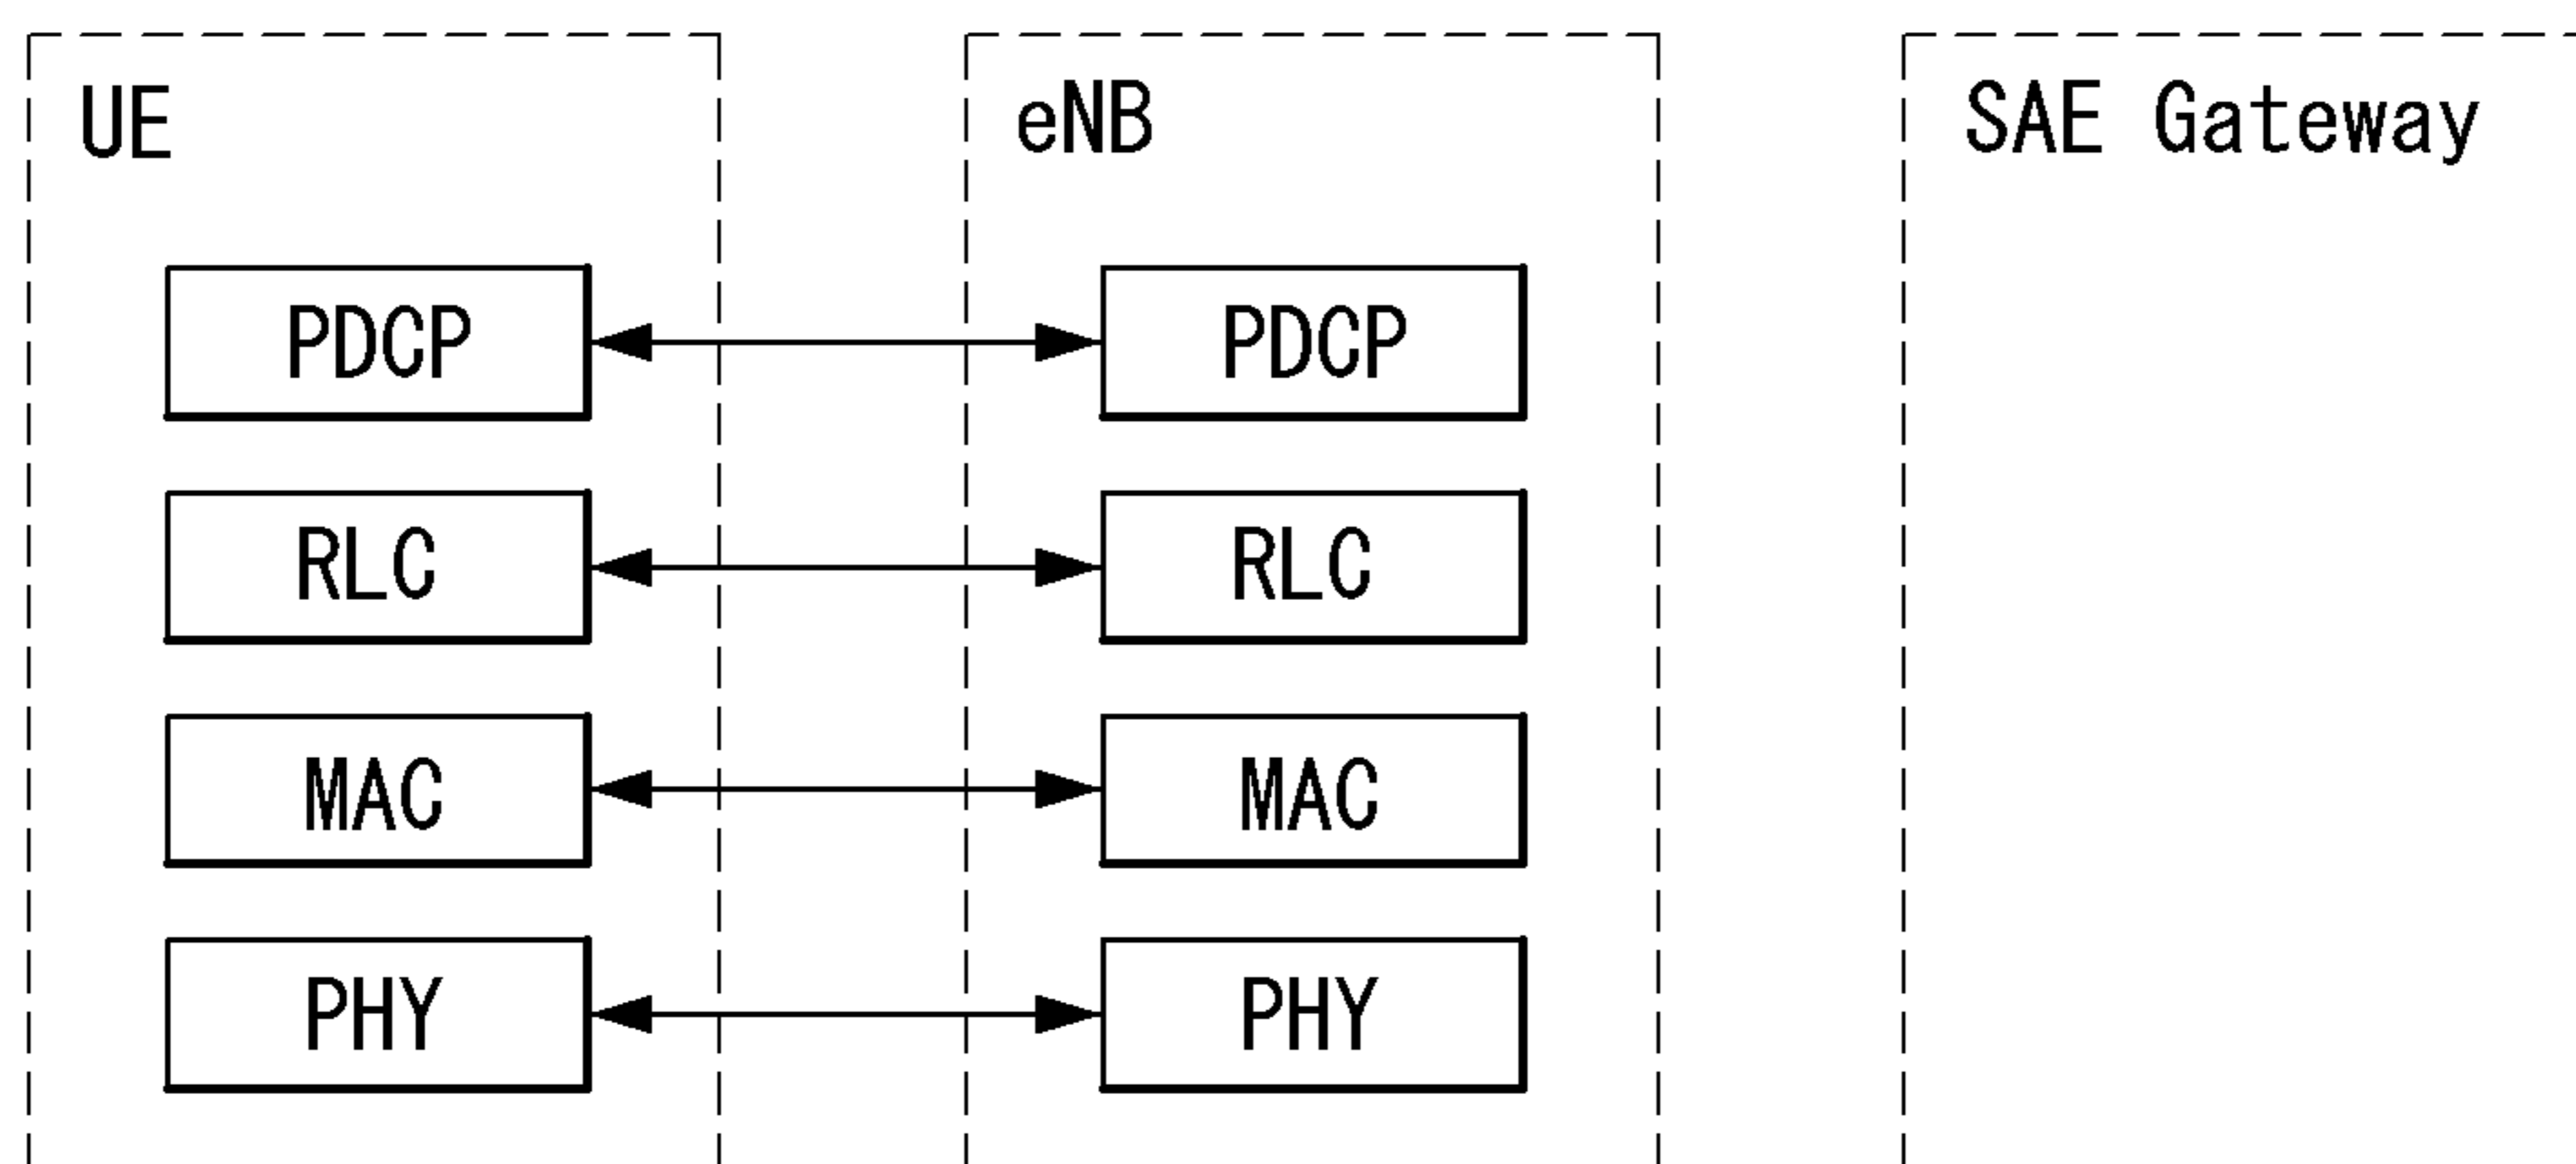 UE
eNB
SAE Gateway
PDCP
PDCP
RLC
RLC
MAC
MAC
PHY
PHY